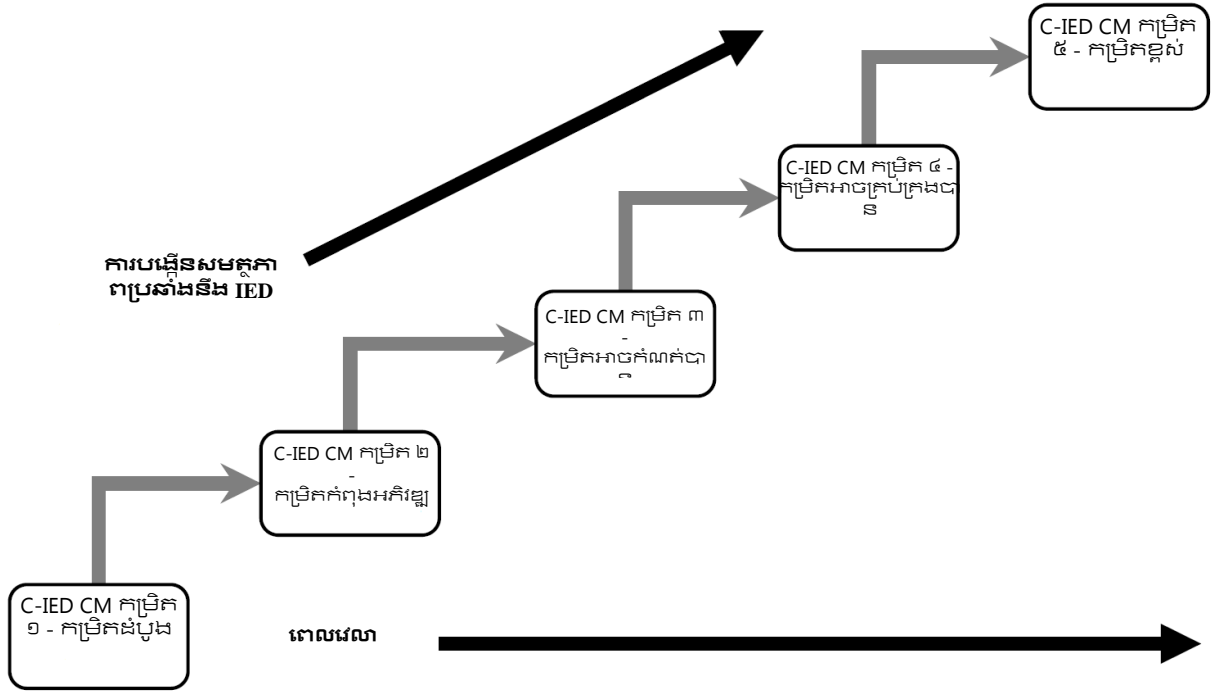 C-IED CM កម្រិត
៥ - កម្រិតខ្ពស់
C-IED CM កម្រិត ៤ -
កម្រិតអាចគ្រប់គ្រងបា
ន
ការបង្កើនសមត្ថភា
ពប្រឆាំងនឹង IED
C-IED CM កម្រិត ៣
-
កម្រិតអាចកំណត់បា
ន
C-IED CM កម្រិត ២
-
កម្រិតកំពុងអភិវឌ្ឍ
C-IED CM កម្រិត
១ - កម្រិតដំបូង
ពេលវេលា